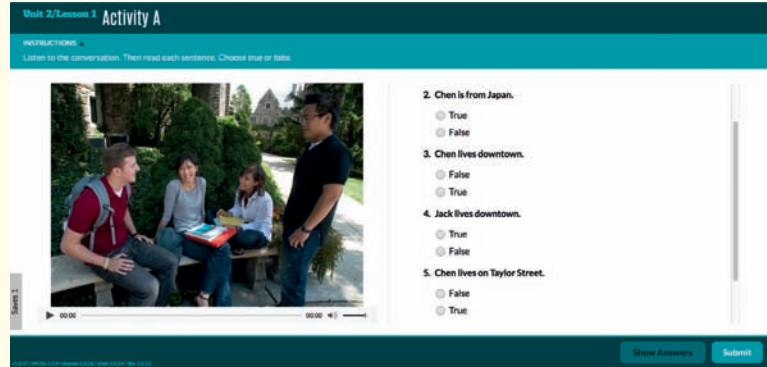 Unit 2/Lesson 1 Activity A
INSTRUCTIONS
Listen to the conversation. Then read each sentence. Choose true or false.
2. Chen is from Japan.
True
False
3. Chen lives downtown.
False
True
4. Jack lives downtown.
True
False
5. Chen lives on Taylor Street.
False
True
Saves 1
00:00
00:00
Show Answers
Submit